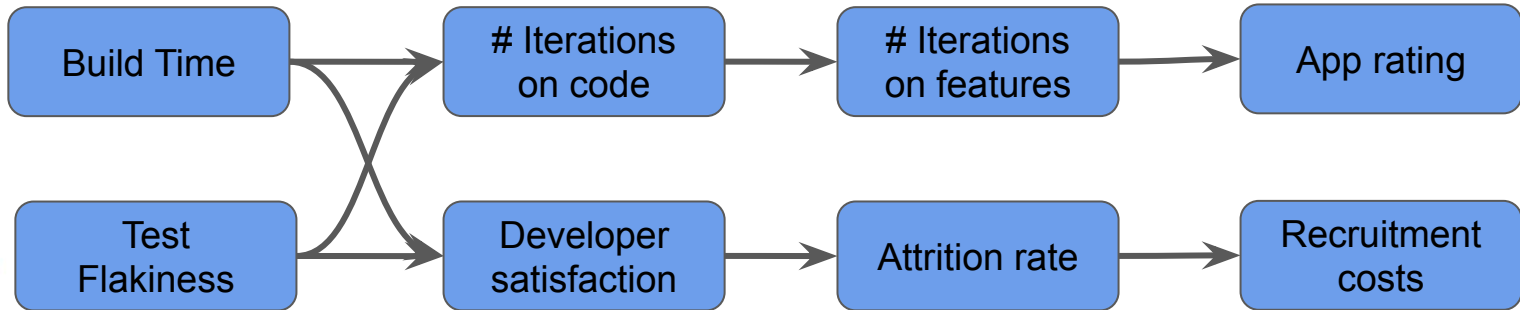 Build Time
# Iterations
on code
# Iterations
on features
App rating
Test
Flakiness
Developer
satisfaction
Attrition rate
Recruitment
costs